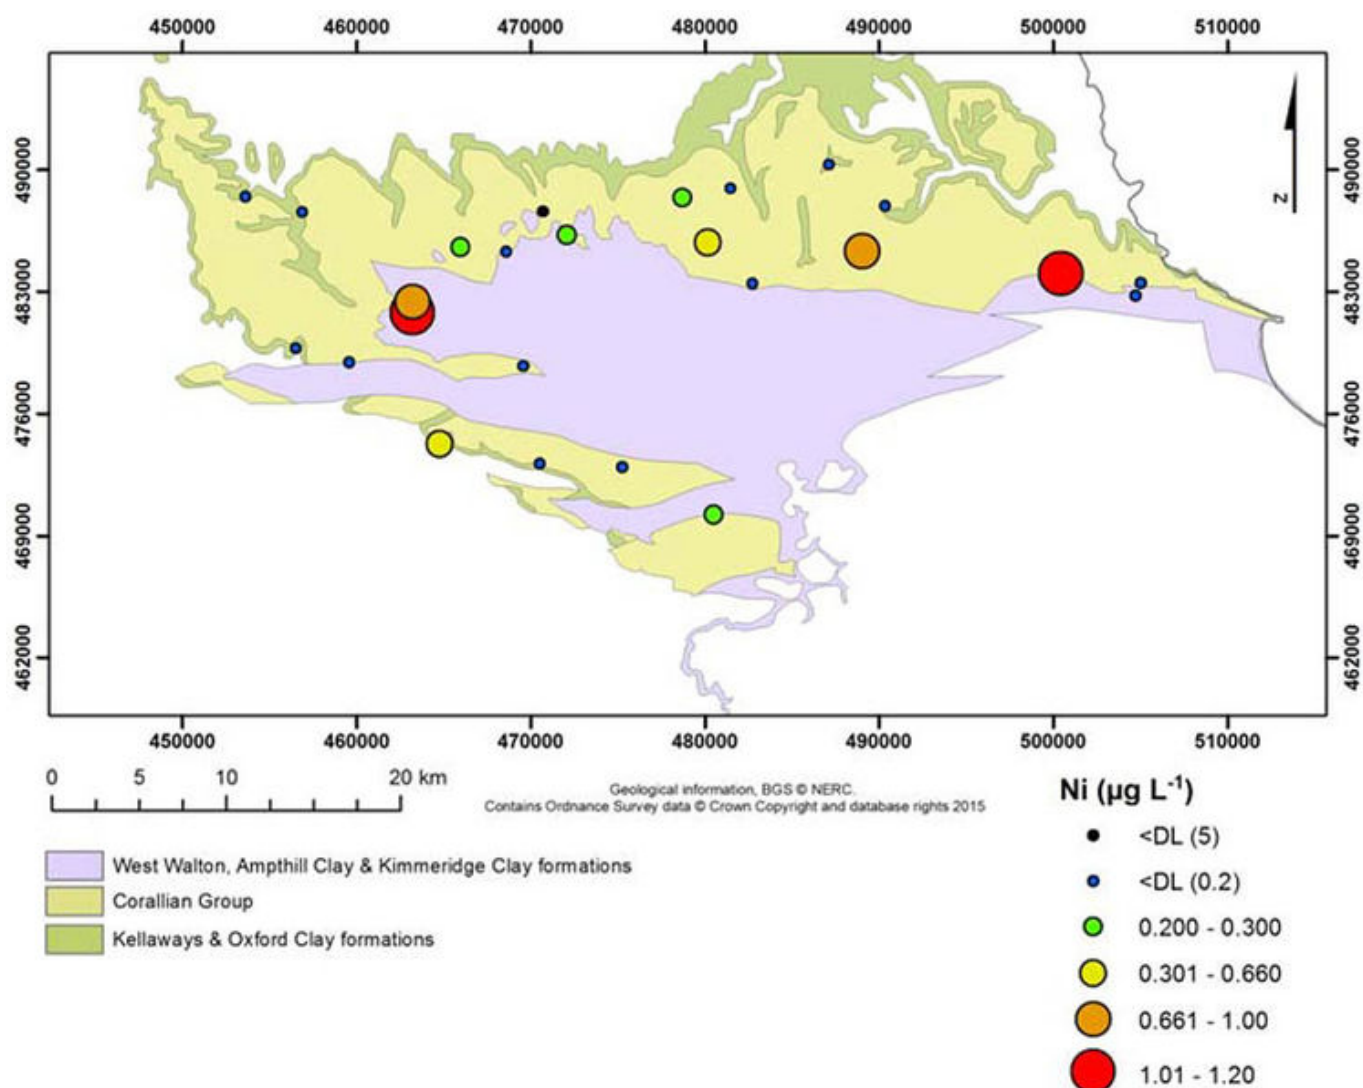 450000 460000 470000 480000 490000 500000 510000
490000 490000
483000 483000
476000 476000
469000 469000
462000 462000
N
450000 460000 470000 480000 490000 500000 510000
0 5 10 20 km
Geological information, BGS © NERC.
Contains Ordnance Survey data © Crown Copyright and database rights 2015
West Walton, Ampthill Clay & Kimmeridge Clay formations
Corallian Group
Kellaways & Oxford Clay formations
Ni (µg L-1)
<DL (5)
<DL (0.2)
0.200 - 0.300
0.301 - 0.660
0.661 - 1.00
1.01 - 1.20